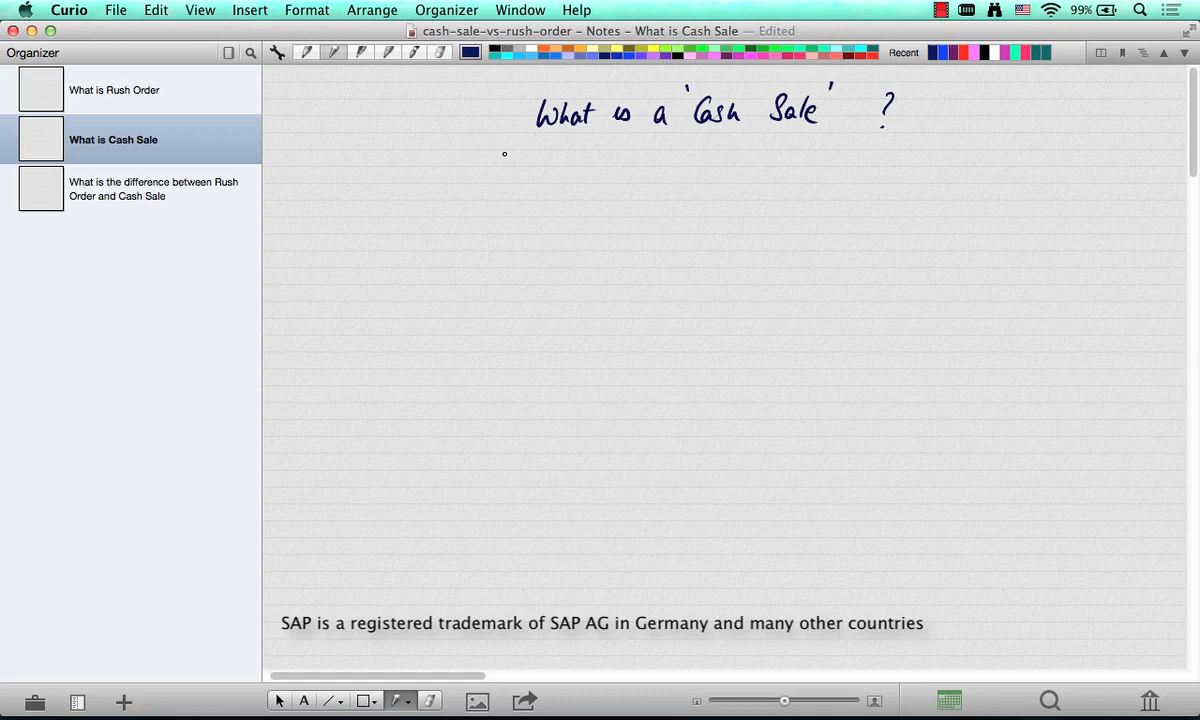 Curio File Edit View Insert Format Arrange Organizer Window Help 99%
cash-sale-vs-rush-order – Notes – What is Cash Sale — Edited
Organizer
Recent
What is Rush Order
What is Cash Sale
What is the difference between Rush
Order and Cash Sale
What is a 'Cash Sale' ?
SAP is a registered trademark of SAP AG in Germany and many other countries
A